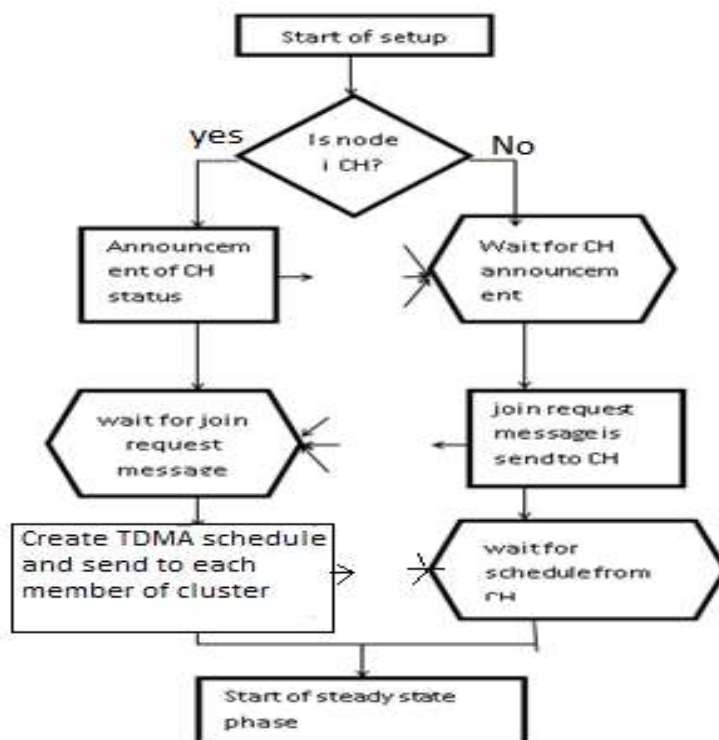 Start of setup
yes
Is node
i CH?
No
Announcem
ent of CH
status
Wait for CH
announcem
ent
wait for join
request
message
join request
message is
send to CH
Create TDMA schedule
and send to each
member of cluster
wait for
schedule from
CH
Start of steady state
phase